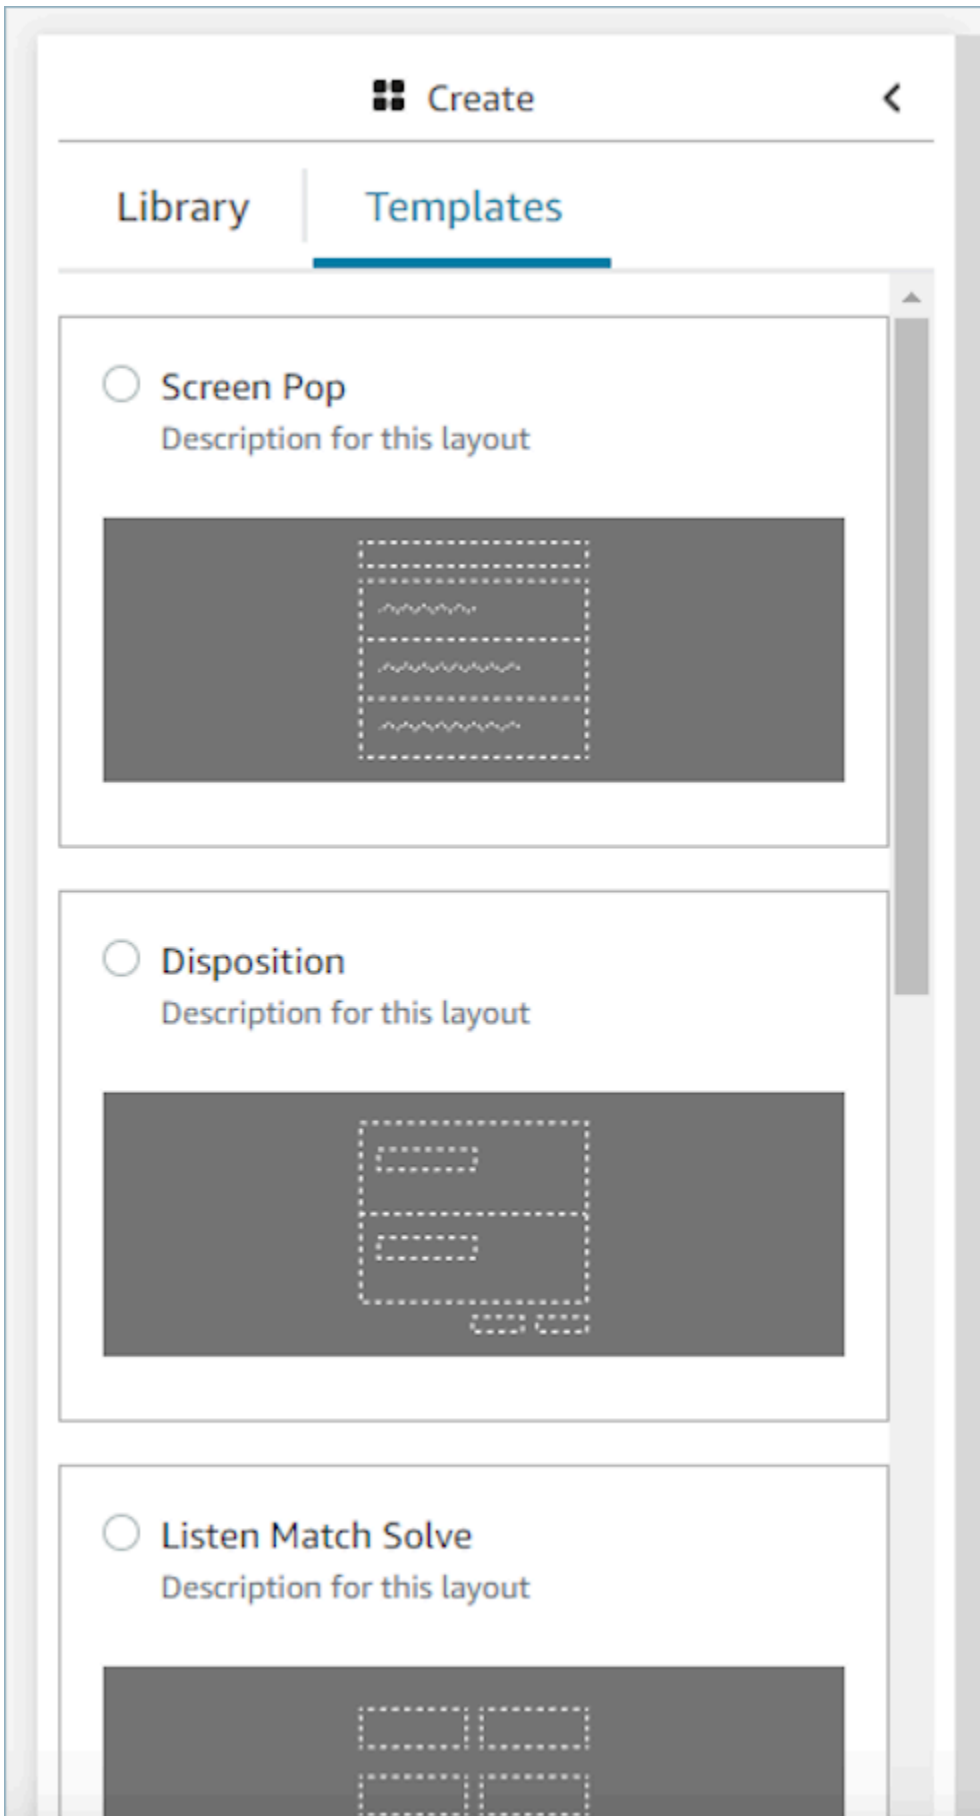 Create
Library
Templates
Screen Pop
Description for this layout
Disposition
Description for this layout
Listen Match Solve
Description for this layout